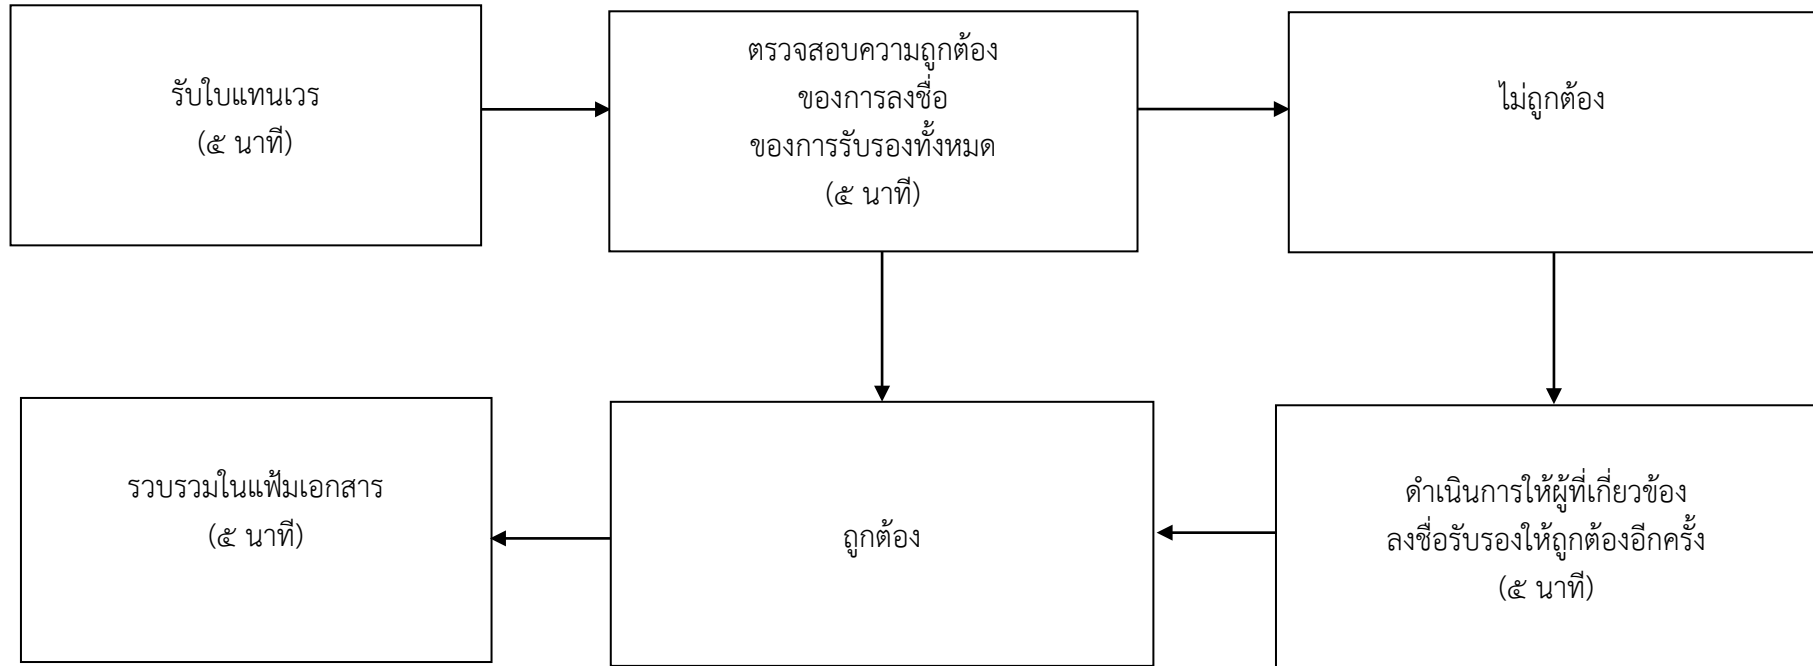 รับใบแทนเวร
(๕ นาที)
ตรวจสอบความถูกต้อง
ของการลงชื่อ
ของการรับรองทั้งหมด
(๕ นาที)
ไม่ถูกต้อง
รวบรวมในแฟ้มเอกสาร
(๕ นาที)
ถูกต้อง
ดำเนินการให้ผู้ที่เกี่ยวข้อง
ลงชื่อรับรองให้ถูกต้องอีกครั้ง
(๕ นาที)